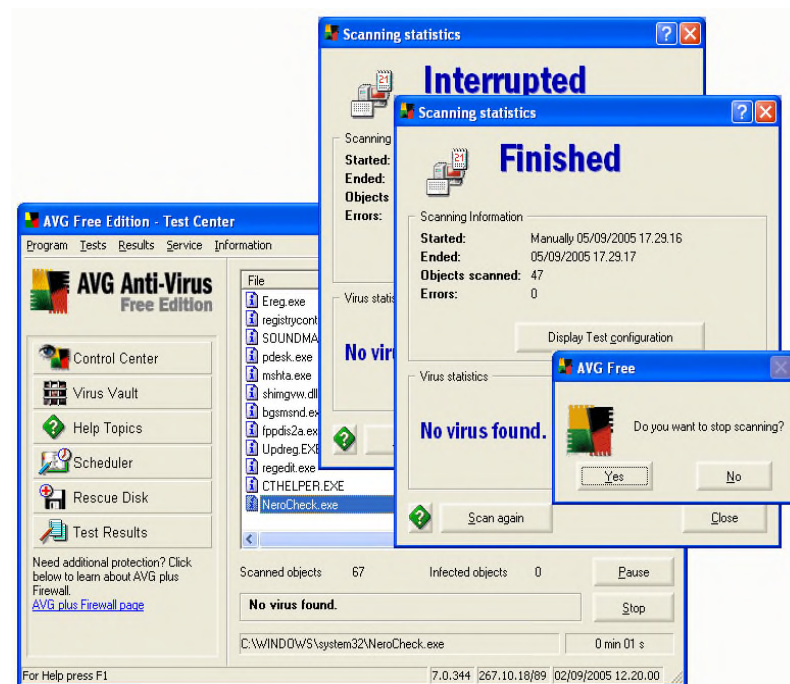 Scanning statistics
Interrupted
Scanning
Started:
Ended:
Objects
Errors:
Virus statis
No vir
Scanning statistics
Finished
Scanning Information
Started: Manually 05/09/2005 17.29.16
Ended: 05/09/2005 17.29.17
Objects scanned: 47
Errors: 0
Display Test configuration
Virus statistics
No virus found.
Scan again
Close
AVG Free
Do you want to stop scanning?
Yes No
AVG Free Edition - Test Center
Program Tests Results Service Information
AVG Anti-Virus
Free Edition
Control Center
Virus Vault
Help Topics
Scheduler
Rescue Disk
Test Results
Need additional protection? Click
below to learn about AVG plus
Firewall.
AVG plus Firewall page
File
Ereg.exe
registrycont
SOUNDMA
pdesk.exe
mshta.exe
shimgvw.dll
bgsmsnd.ex
fppdis2a.ex
Updreg.EXE
regedit.exe
CTHELPER.EXE
NeroCheck.exe
Scanned objects 67 Infected objects 0
Pause
No virus found.
Stop
C:\WINDOWS\system32\NeroCheck.exe 0 min 01 s
For Help press F1 7.0.344 267.10.18/89 02/09/2005 12.20.00